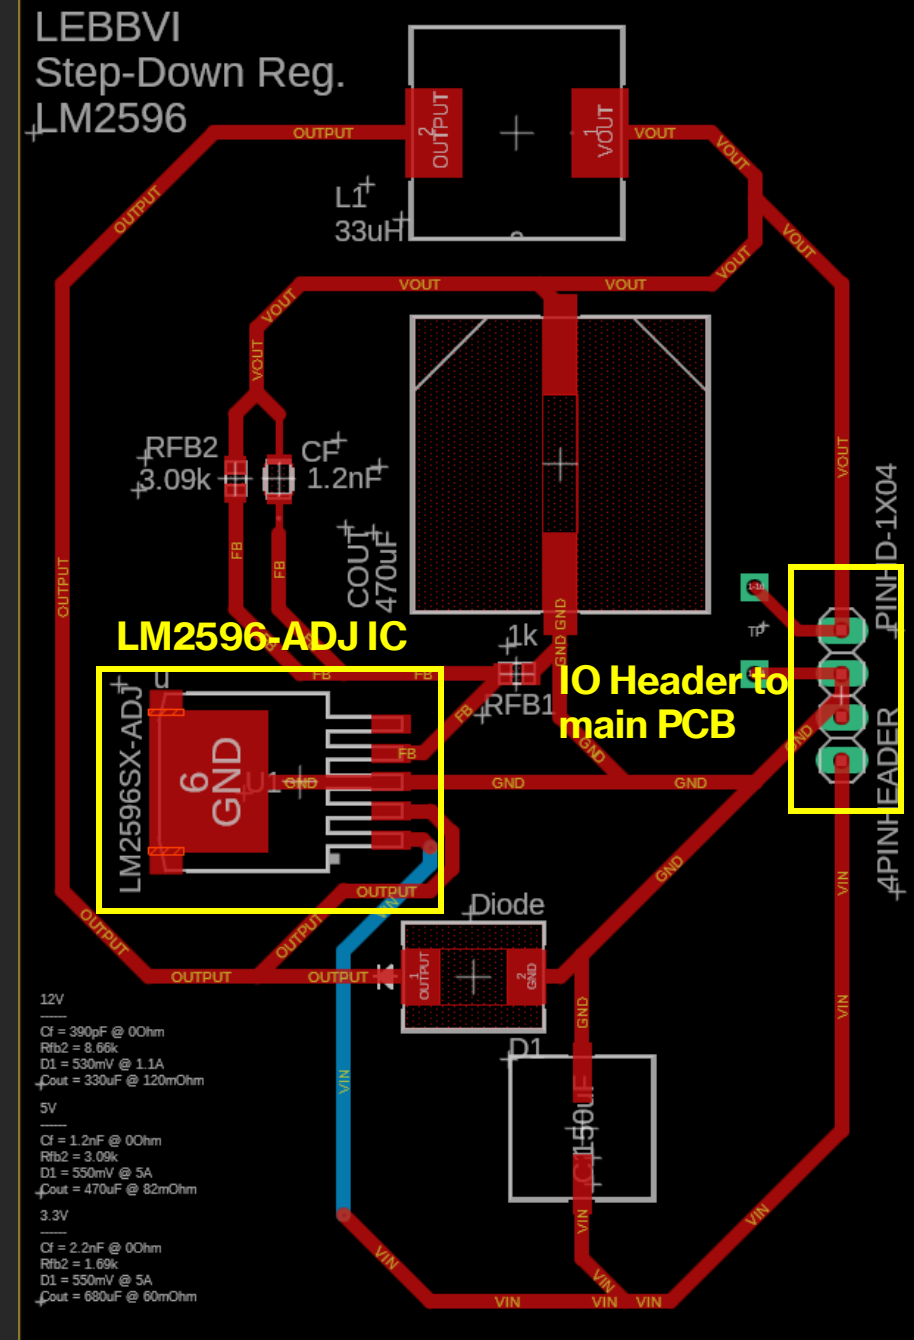 LEBBVI
Step-Down Reg.
LM2596
OUTPUT
2
OUTPUT
1
VOUT
VOUT
VOUT
OUTPUT
L1
33uH
VOUT
VOUT
VOUT
VOUT
VOUT
VOUT
RFB2
3.09k
CF
1.2nF
VOUT
PINHD-1X04
FB
FB
COUT
470uF
OUTPUT
GND
GND
TP
LM2596-ADJ IC
1k
FB
FB
IO Header to
main PCB
RFB1
FB
u
LM2596SX-ADJ
6
GND
U1
GND
FB
GND
GND
GND
GND
4PINHEADER
GND
VIN
OUTPUT
VIN
Diode
OUTPUT
OUTPUT
OUTPUT
OUTPUT
1
OUTPUT
2
GND
GND
VIN
D1
150uF
C1
VIN
VIN
VIN
VIN
VIN
VIN
VIN
VIN
12V
------
Cf = 390pF @ 0Ohm
Rfb2 = 8.66k
D1 = 530mV @ 1.1A
Cout = 330uF @ 120mOhm
5V
------
Cf = 1.2nF @ 0Ohm
Rfb2 = 3.09k
D1 = 550mV @ 5A
Cout = 470uF @ 82mOhm
3.3V
------
Cf = 2.2nF @ 0Ohm
Rfb2 = 1.69k
D1 = 550mV @ 5A
Cout = 680uF @ 60mOhm